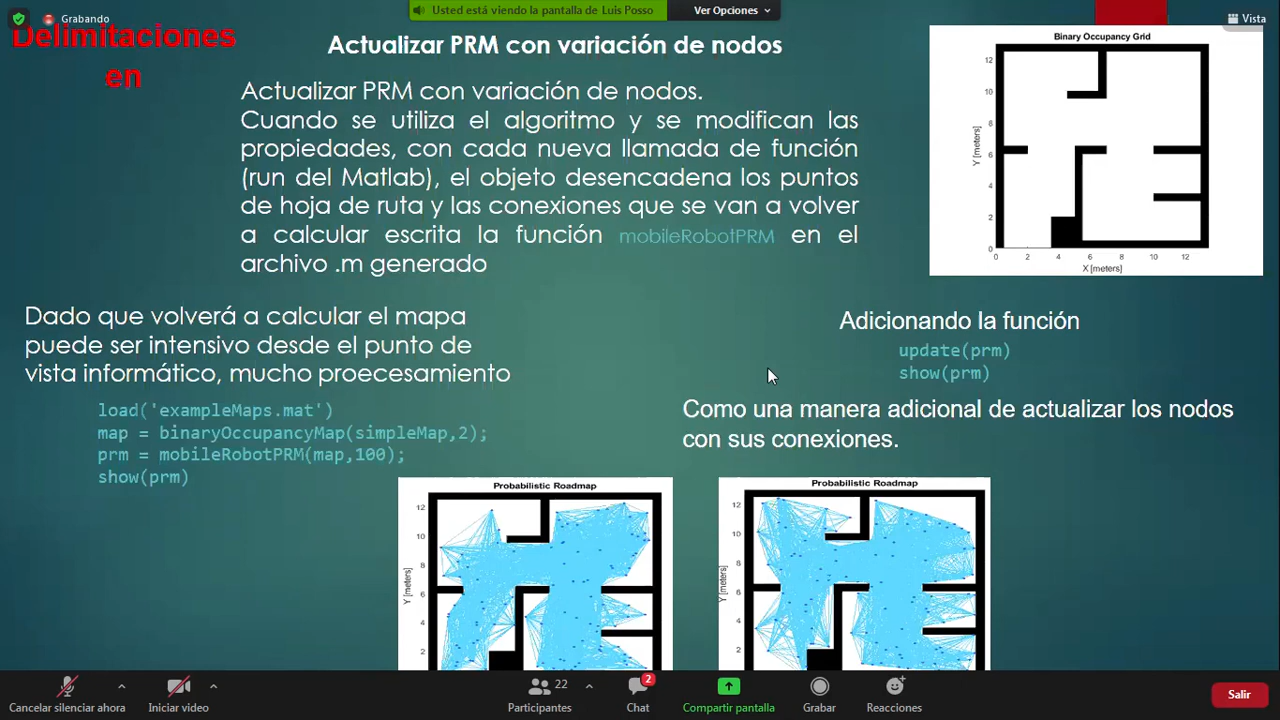 Grabando
Usted está viendo la pantalla de Luis Posso
Ver Opciones
Vista
Delimitaciones
en
Actualizar PRM con variación de nodos
Actualizar PRM con variación de nodos.
Cuando se utiliza el algoritmo y se modifican las
propiedades, con cada nueva llamada de función
(run del Matlab), el objeto desencadena los puntos
de hoja de ruta y las conexiones que se van a volver
a calcular escrita la función mobileRobotPRM en el
archivo .m generado
Binary Occupancy Grid
12
10
8
6
4
2
0
Y [meters]
0 2 4 6 8 10 12
X [meters]
Dado que volverá a calcular el mapa
puede ser intensivo desde el punto de
vista informático, mucho proecesamiento
load('exampleMaps.mat')
map = binaryOccupancyMap(simpleMap,2);
prm = mobileRobotPRM(map,100);
show(prm)
Adicionando la función
update(prm)
show(prm)
Como una manera adicional de actualizar los nodos
con sus conexiones.
Probabilistic Roadmap
12
10
8
6
4
2
Y [meters]
Probabilistic Roadmap
12
10
8
6
4
2
Y [meters]
Cancelar silenciar ahora
Iniciar video
22
Participantes
2
Chat
Compartir pantalla
Grabar
Reacciones
Salir